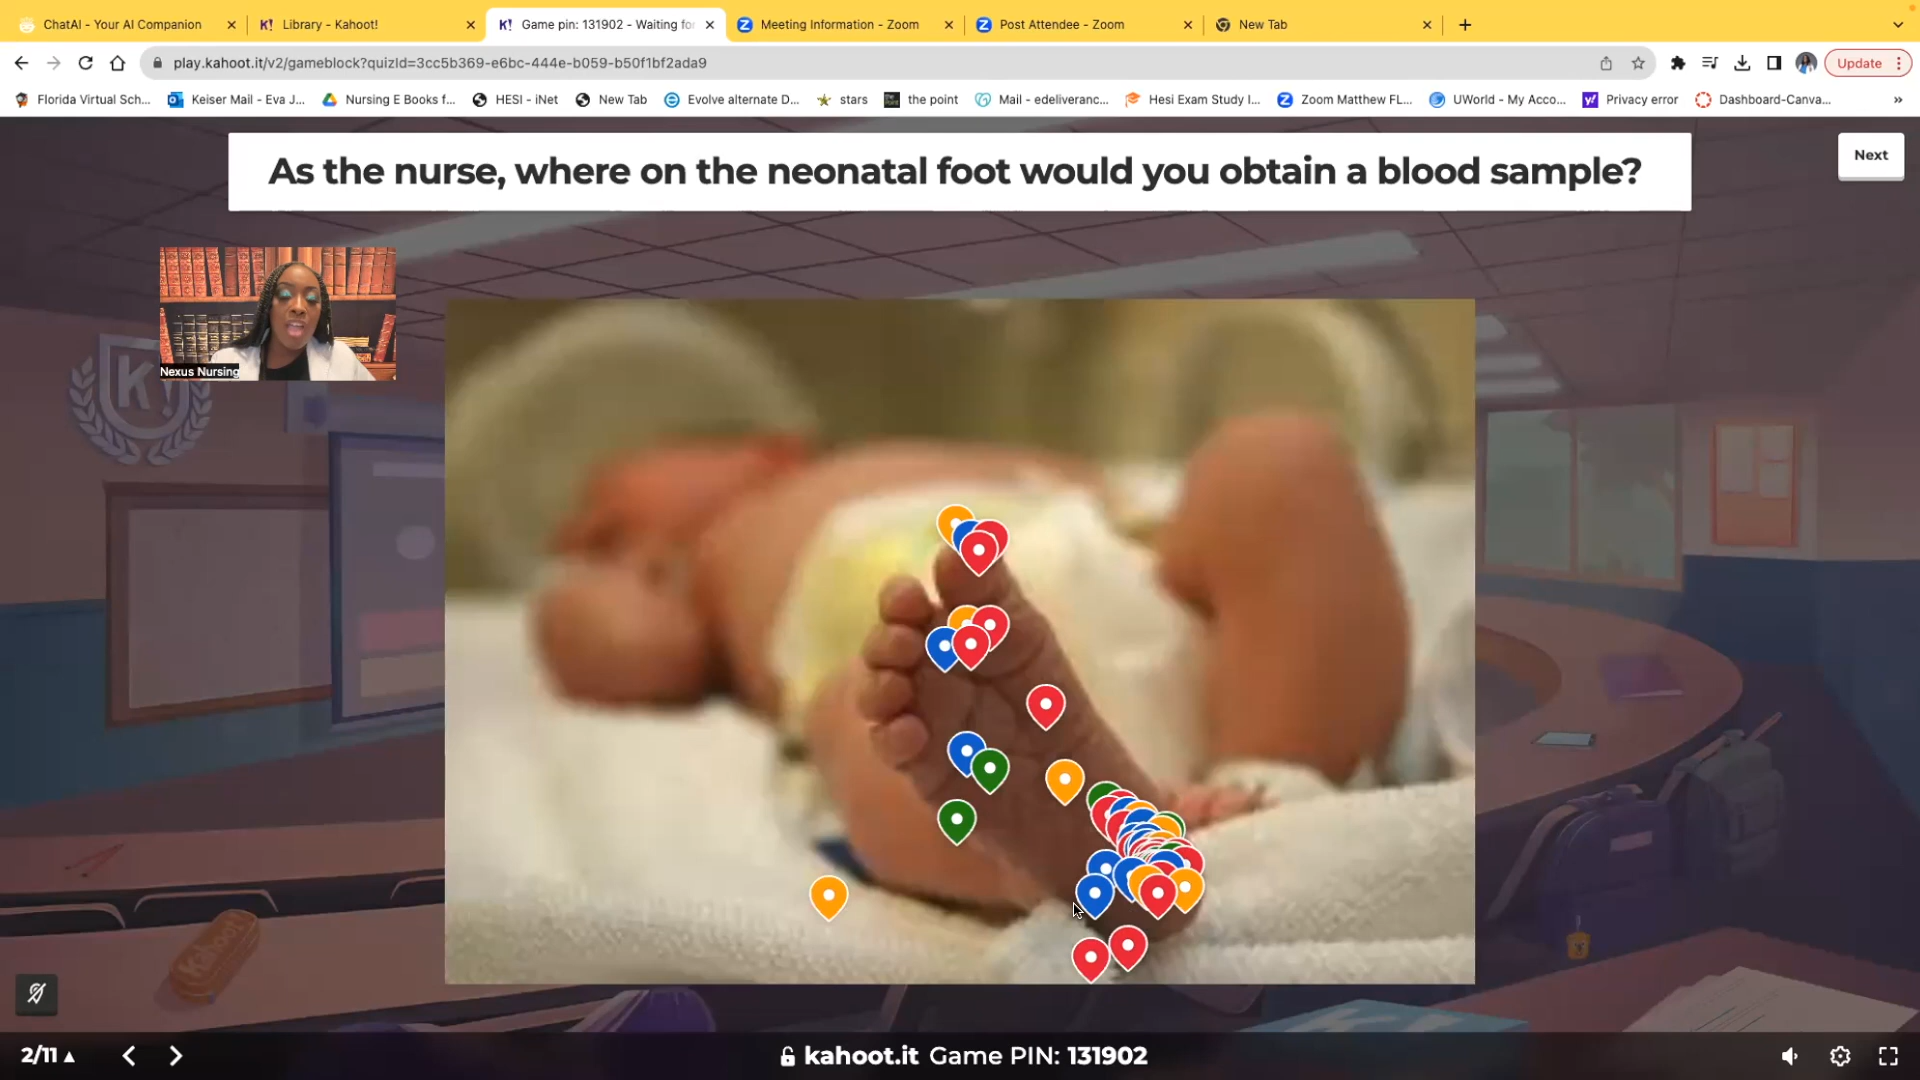 ChatAI - Your AI Companion
Library - Kahoot!
Game pin: 131902 - Waiting for
Meeting Information - Zoom
Post Attendee - Zoom
New Tab
play.kahoot.it/v2/gameblock?quizId=3cc5b369-e6bc-444e-b059-b50f1bf2ada9
Update
Florida Virtual Sch...
Keiser Mail - Eva J...
Nursing E Books f...
HESI - iNet
New Tab
Evolve alternate D...
stars
the point
Mail - edeliveranc...
Hesi Exam Study I...
Zoom Matthew FL...
UWorld - My Acco...
Privacy error
Dashboard-Canva...
As the nurse, where on the neonatal foot would you obtain a blood sample?
Next
K!
Nexus Nursing
Kahoot!
2/11
kahoot.it Game PIN: 131902